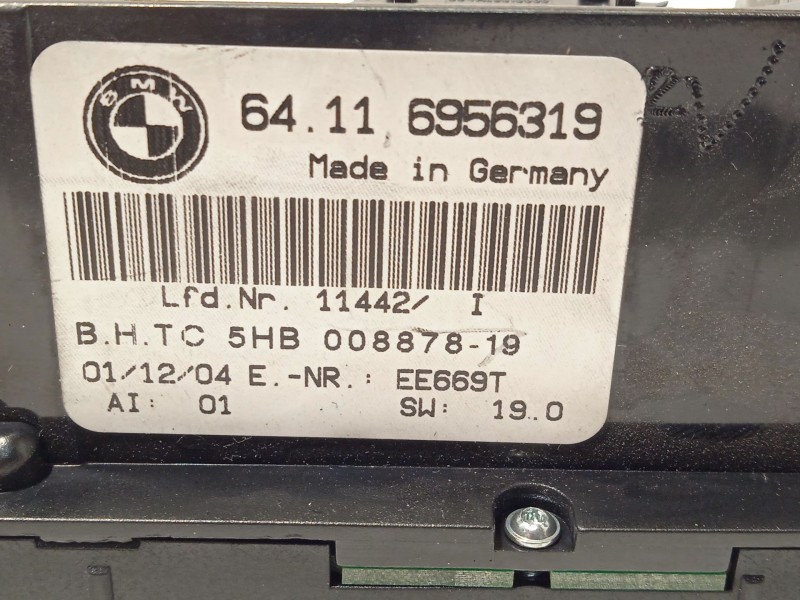 BMW
64.11 6956319
Made in Germany
Lfd.Nr. 11442/ I
B.H.TC 5HB 008878-19
01/12/04 E.-NR.: EE669T
AI: 01 SW: 19.0